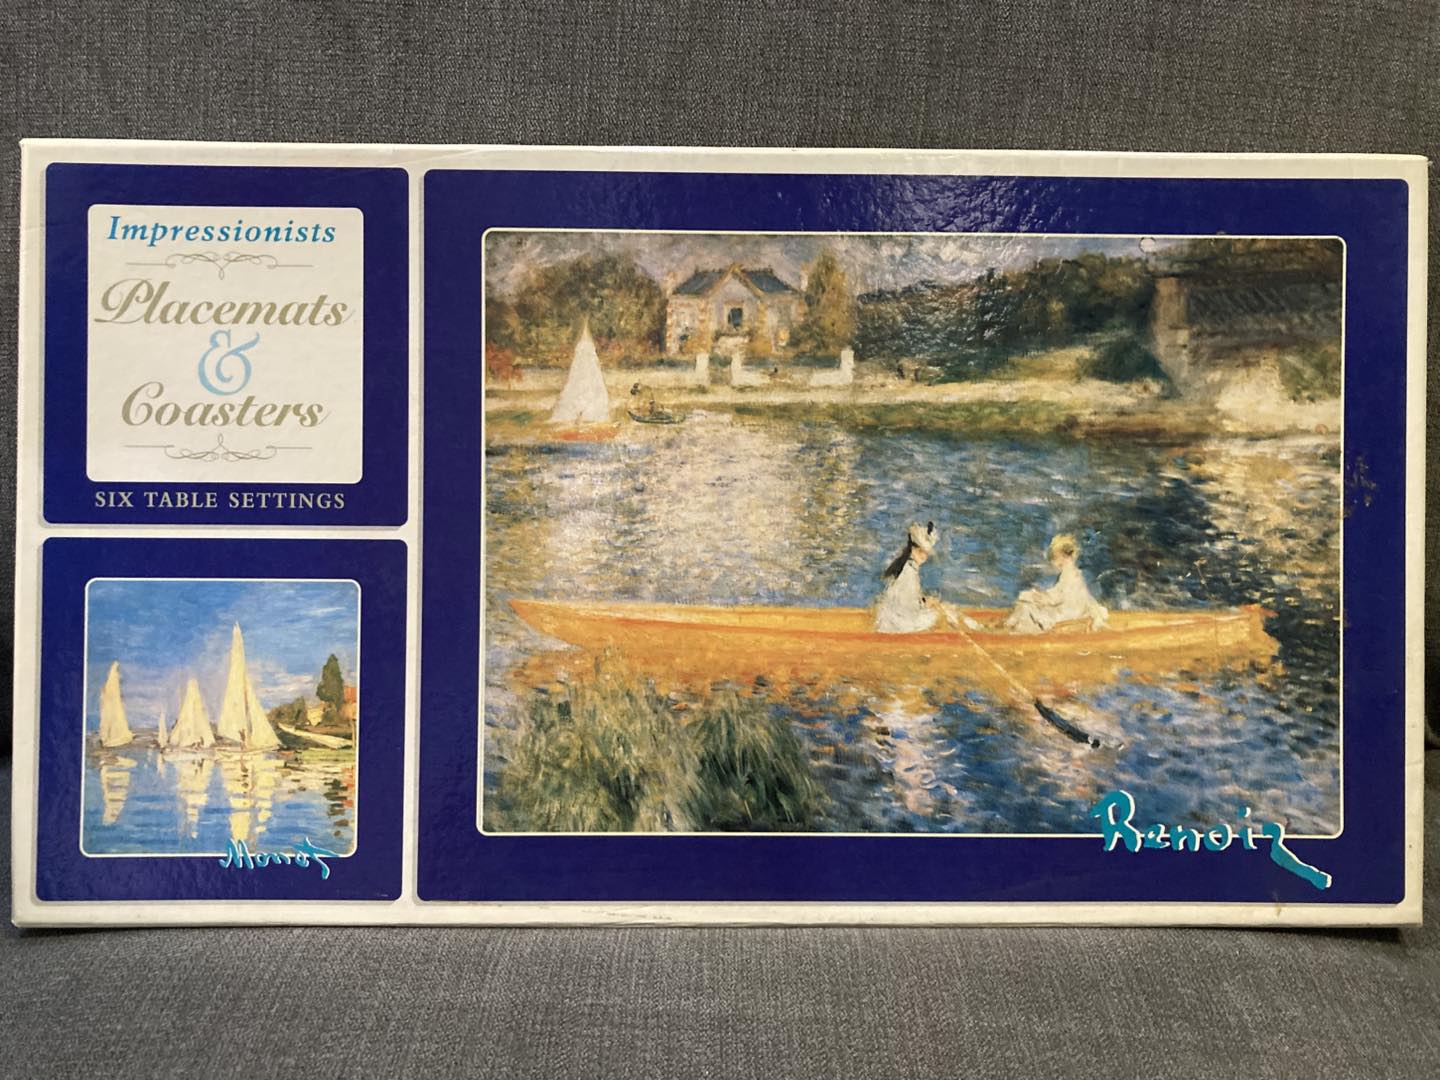 Impressionists
Placemats
&
Coasters
SIX TABLE SETTINGS
Monet
Renoir